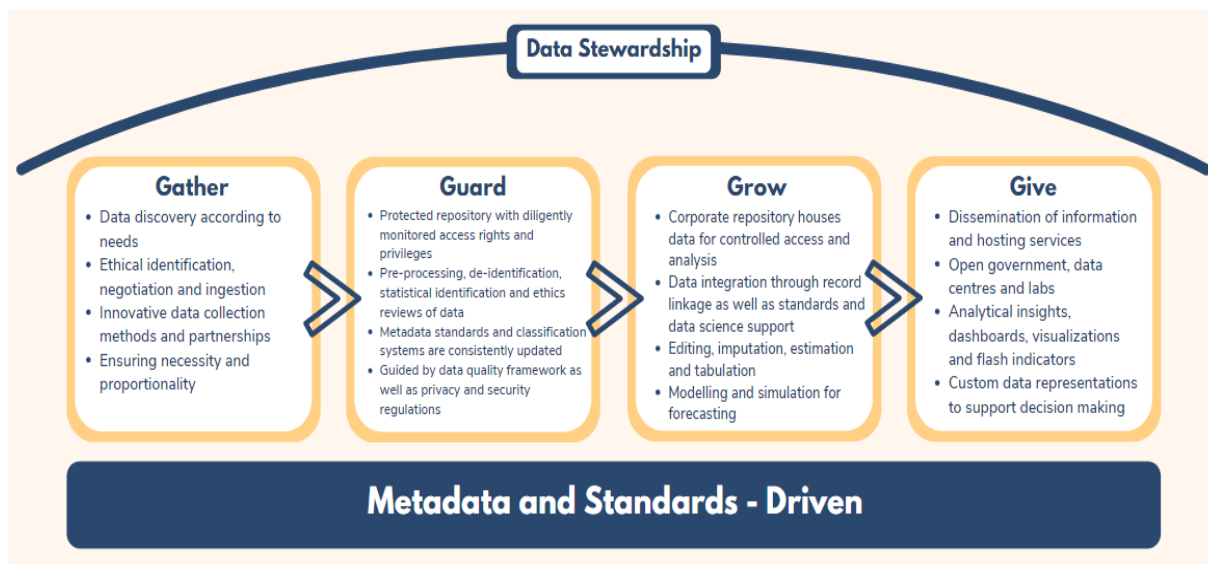 Data Stewardship
Gather
• Data discovery according to
needs
• Ethical identification,
negotiation and ingestion
• Innovative data collection
methods and partnerships
• Ensuring necessity and
proportionality
Guard
• Protected repository with diligently
monitored access rights and
privileges
• Pre-processing, de-identification,
statistical identification and ethics
reviews of data
• Metadata standards and classification
systems are consistently updated
• Guided by data quality framework as
well as privacy and security
regulations
Grow
• Corporate repository houses
data for controlled access and
analysis
• Data integration through record
linkage as well as standards and
data science support
• Editing, imputation, estimation
and tabulation
• Modelling and simulation for
forecasting
Give
• Dissemination of information
and hosting services
• Open government, data
centres and labs
• Analytical insights,
dashboards, visualizations
and flash indicators
• Custom data representations
to support decision making
Metadata and Standards - Driven